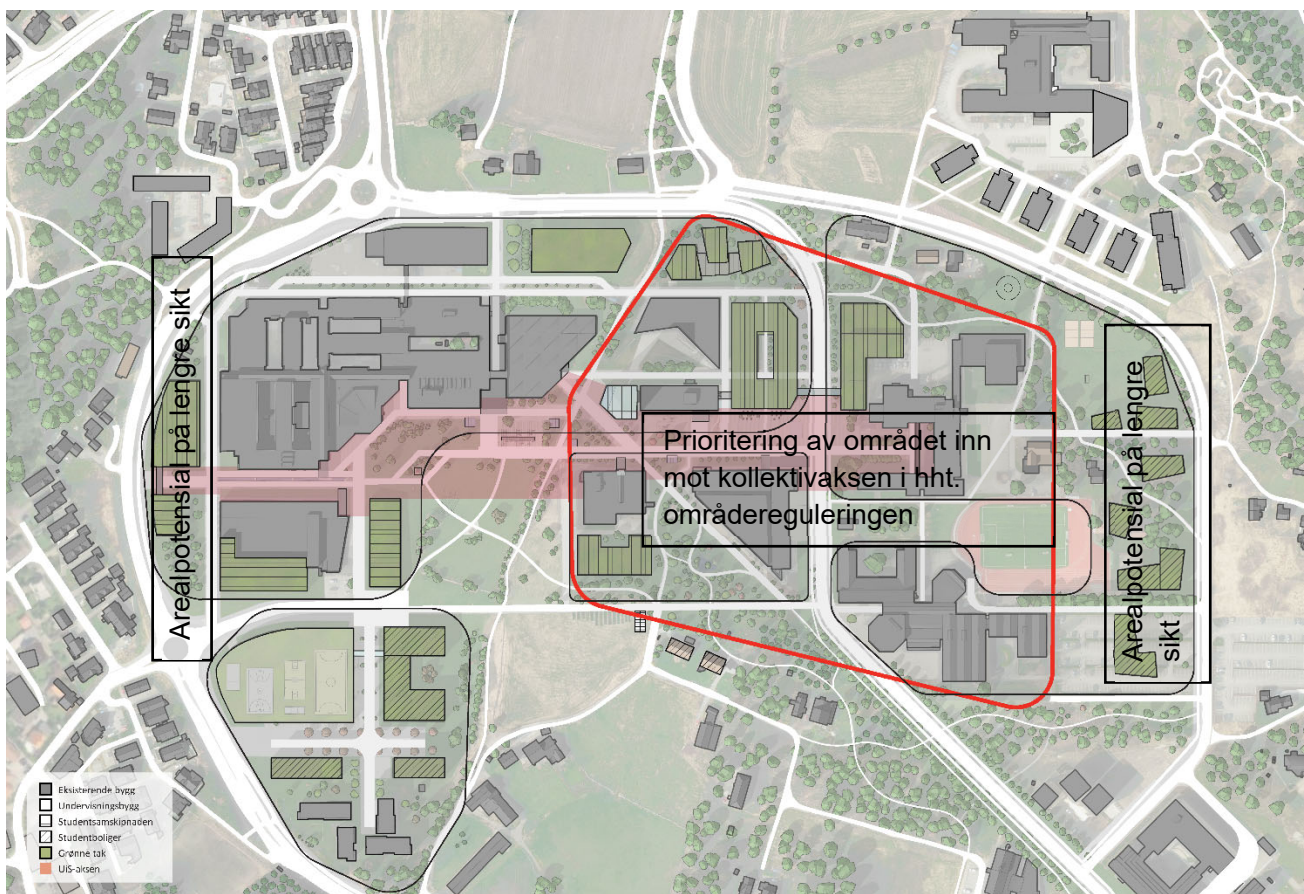 Arealpotensial på lengre sikt
Prioritering av området inn
mot kollektivaksen i hht.
områdereguleringen
Arealpotensial på lengre
sikt
Eksisterende bygg
Undervisningsbygg
Studentsamskipnaden
Studentboliger
Grønne tak
UiS-aksen